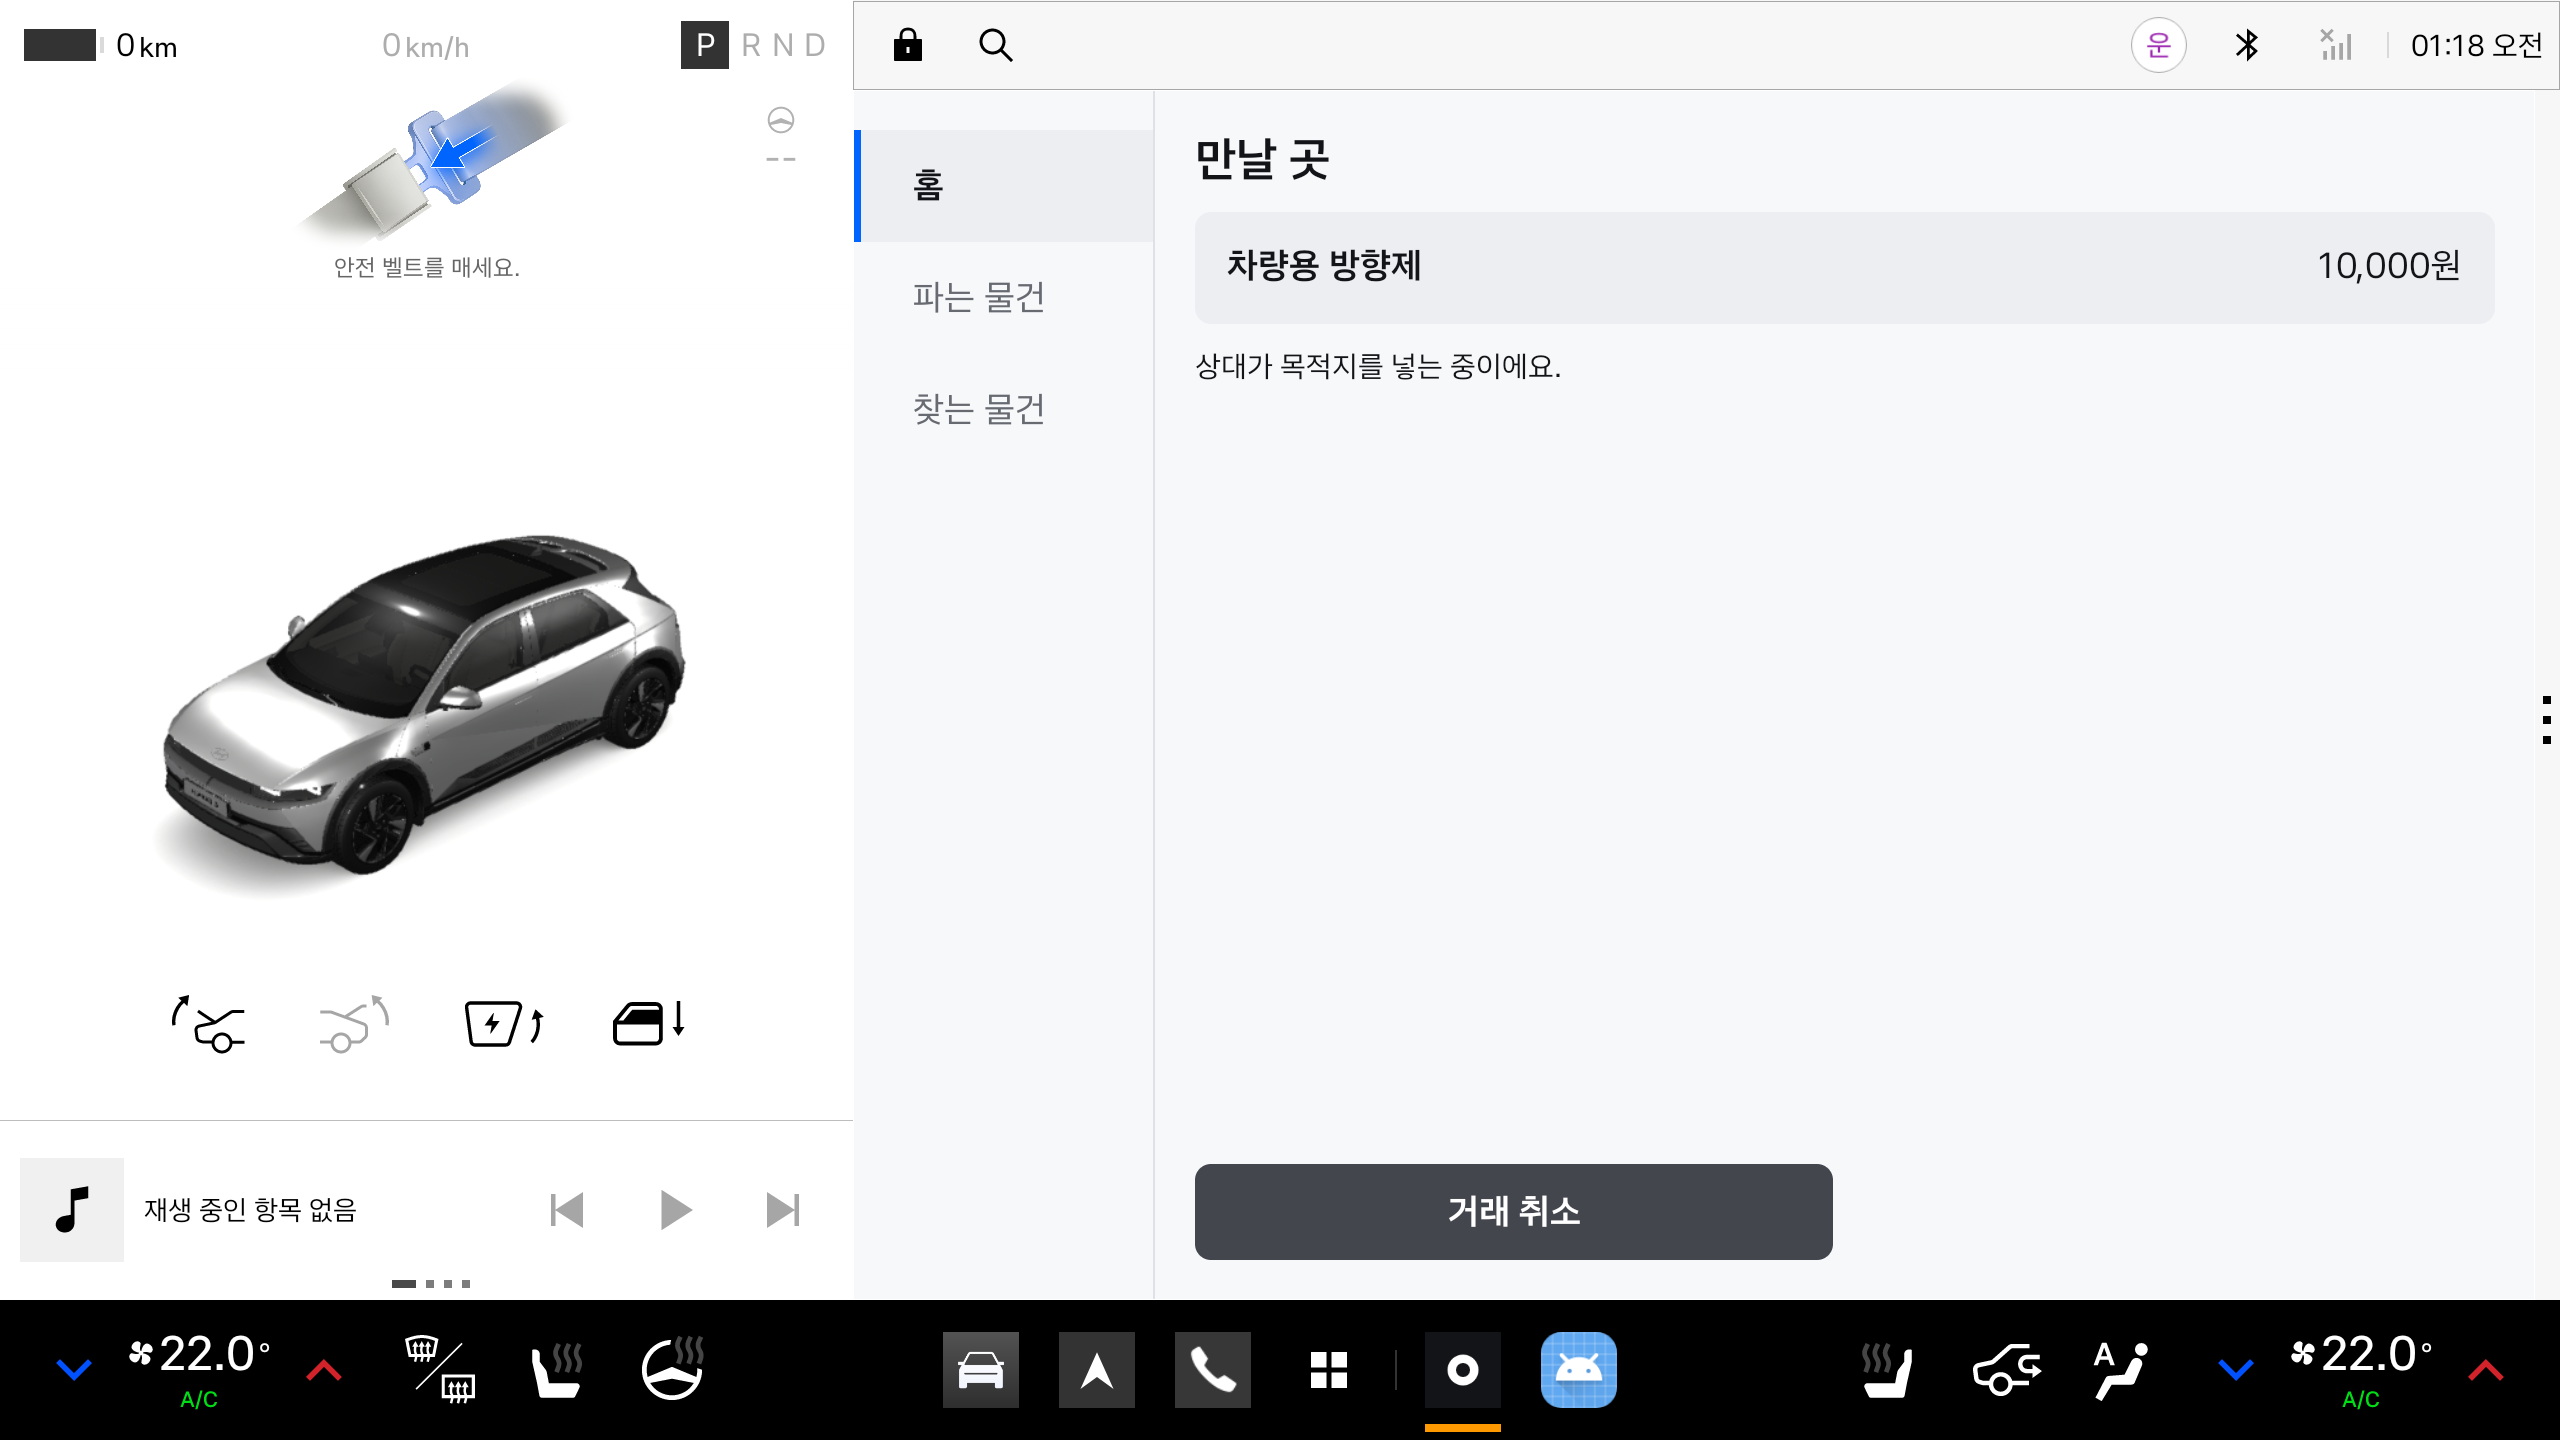 0 km
0 km/h
P R N D
안전 벨트를 매세요.
--
재생 중인 항목 없음
운
01:18 오전
홈
파는 물건
찾는 물건
만날 곳
차량용 방향제
10,000원
상대가 목적지를 넣는 중이에요.
거래 취소
22.0°
A/C
A
22.0°
A/C